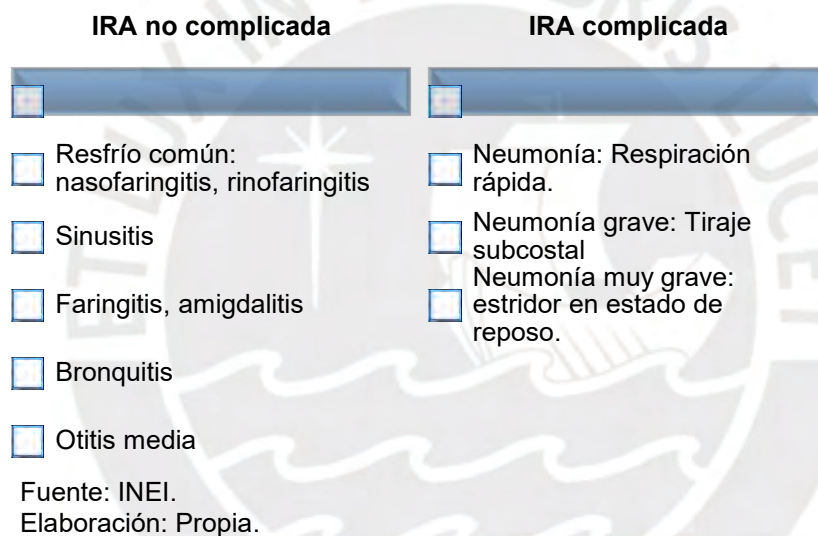 IRA no complicada
Resfrío común:
nasofaringitis, rinofaringitis
Sinusitis
Faringitis, amigdalitis
Bronquitis
Otitis media
IRA complicada
Neumonía: Respiración
rápida.
Neumonía grave: Tiraje
subcostal
Neumonía muy grave:
estridor en estado de
reposo.
Fuente: INEI.
Elaboración: Propia.